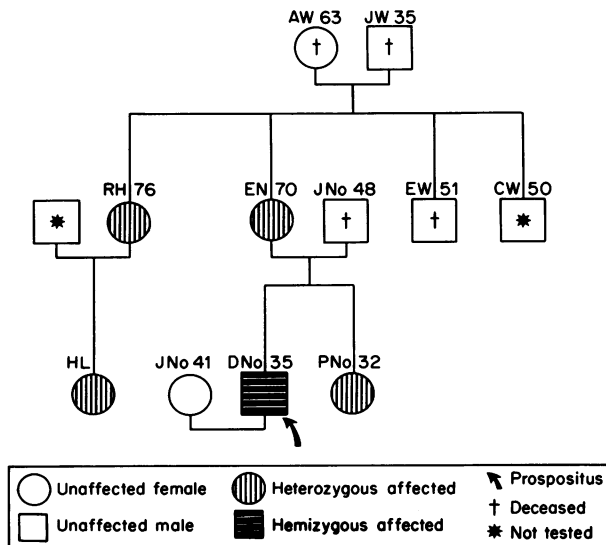 AW 63 JW 35
RH 76 EN 70 JNo 48 EW 51 CW 50
HL JNo 41 DNo 35 PNo 32
Unaffected female Heterozygous affected Prospositus
† Deceased
Unaffected male Hemizygous affected ✷ Not tested